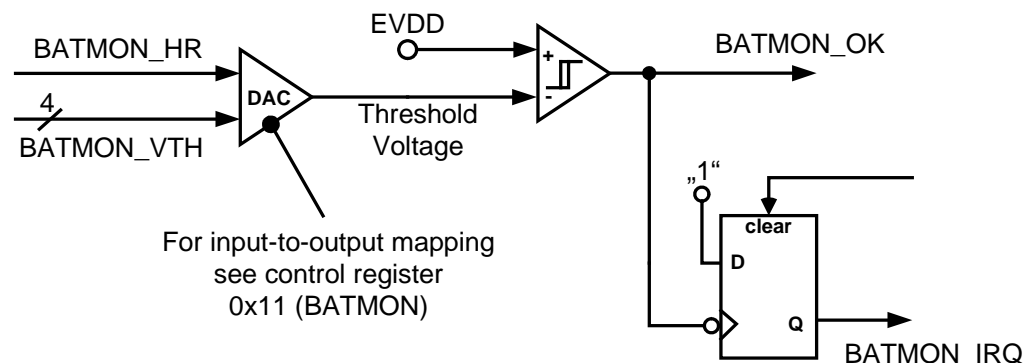 EVDD
BATMON_HR
BATMON_OK
+
DAC
-
4
Threshold
Voltage
BATMON_VTH
„1“
clear
For input-to-output mapping
see control register
0x11 (BATMON)
D
Q
BATMON_IRQ